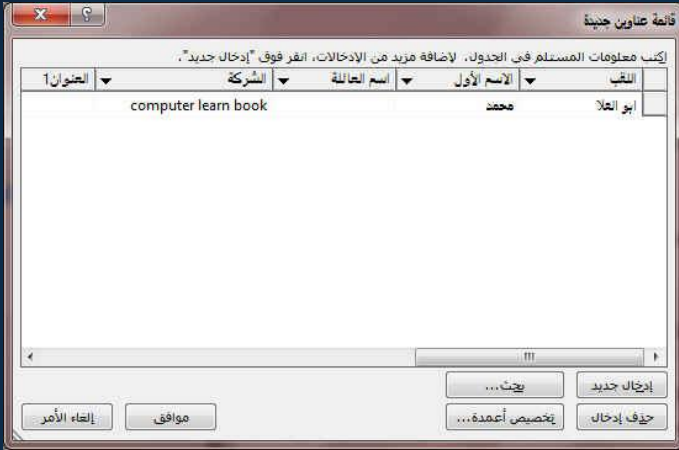 قائمة عناوين جديدة
اكتب معلومات المستلم في الجدول. لإضافة مزيد من الإدخالات، انقر فوق "إدخال جديد".
اللقب الاسم الأول اسم العائلة الشركة العنوان1
ابو العلا محمد computer learn book
إدخال جديد بحث...
حذف إدخال تخصيص أعمدة... موافق إلغاء الأمر